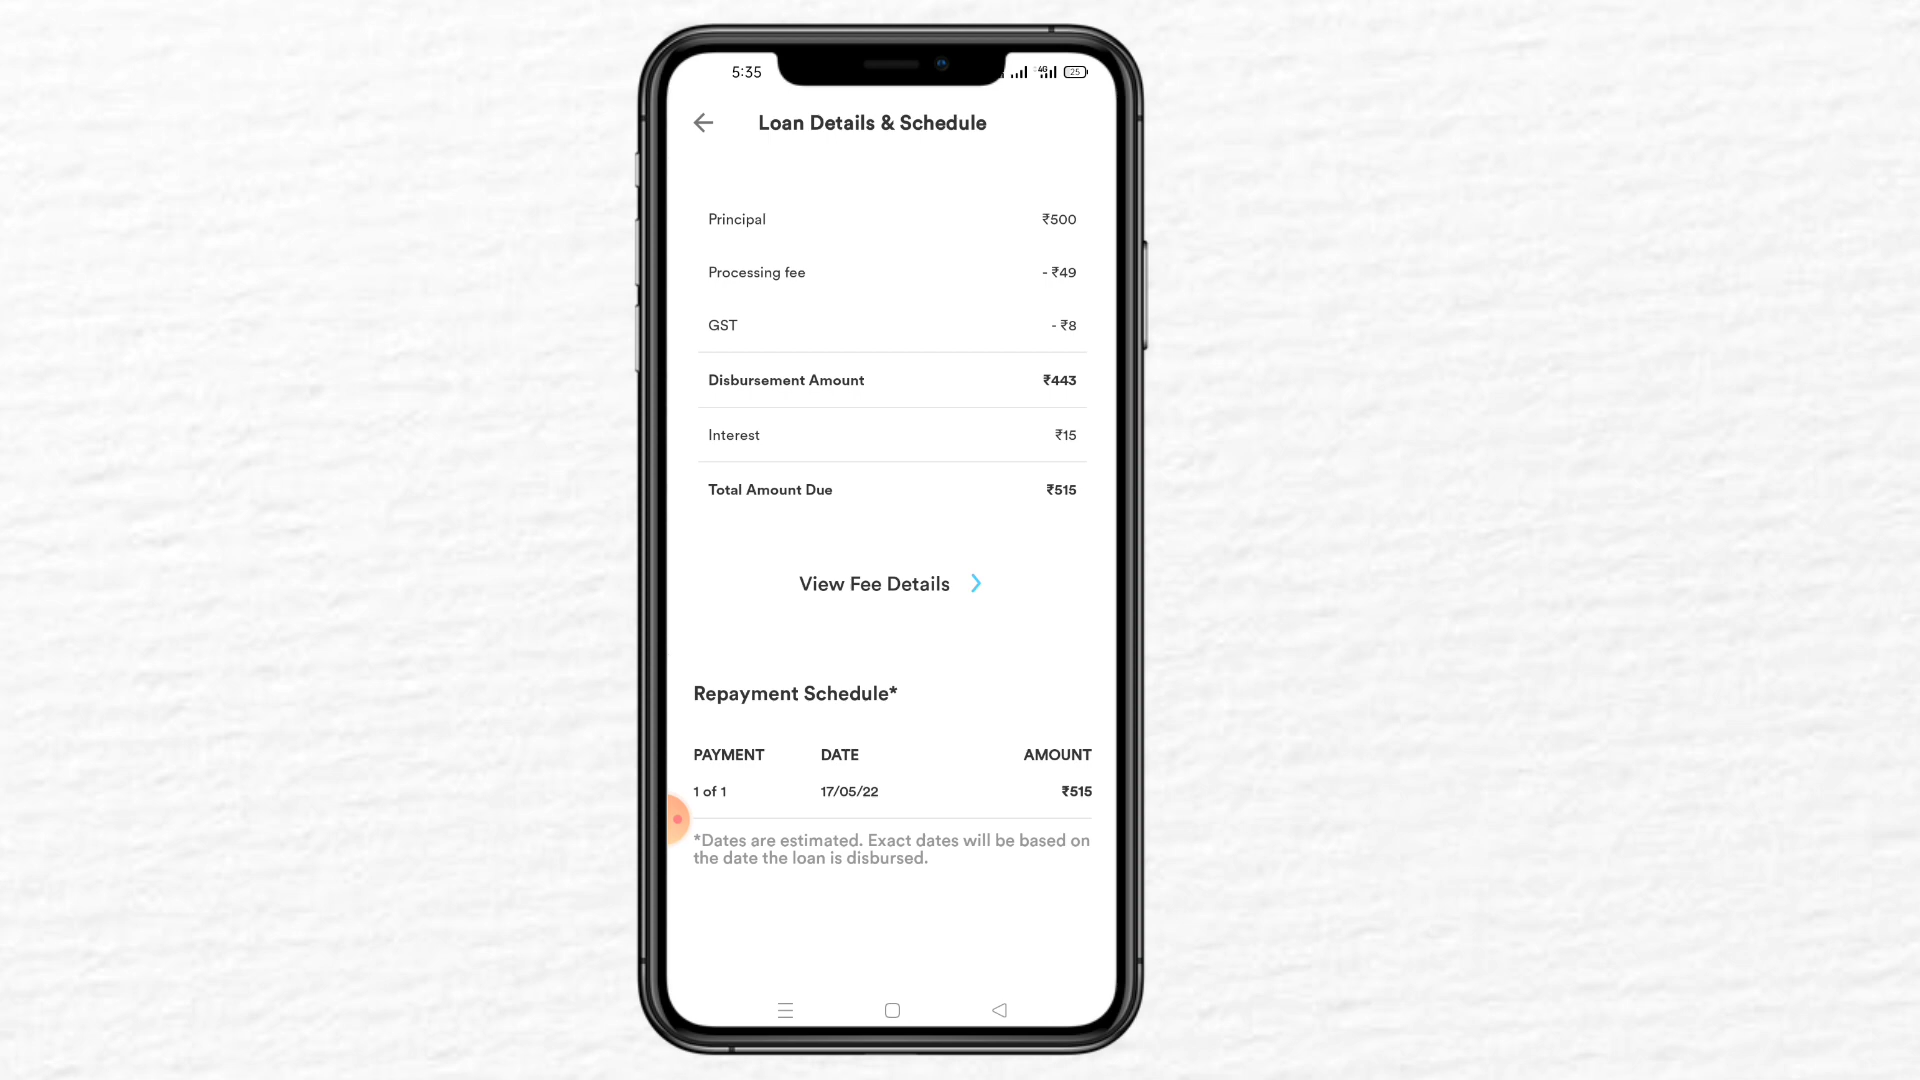 5:35
4G
25
Loan Details & Schedule
Principal ₹500
Processing fee - ₹49
GST - ₹8
Disbursement Amount ₹443
Interest ₹15
Total Amount Due ₹515
View Fee Details
Repayment Schedule*
PAYMENT DATE AMOUNT
1 of 1 17/05/22 ₹515
*Dates are estimated. Exact dates will be based on
the date the loan is disbursed.